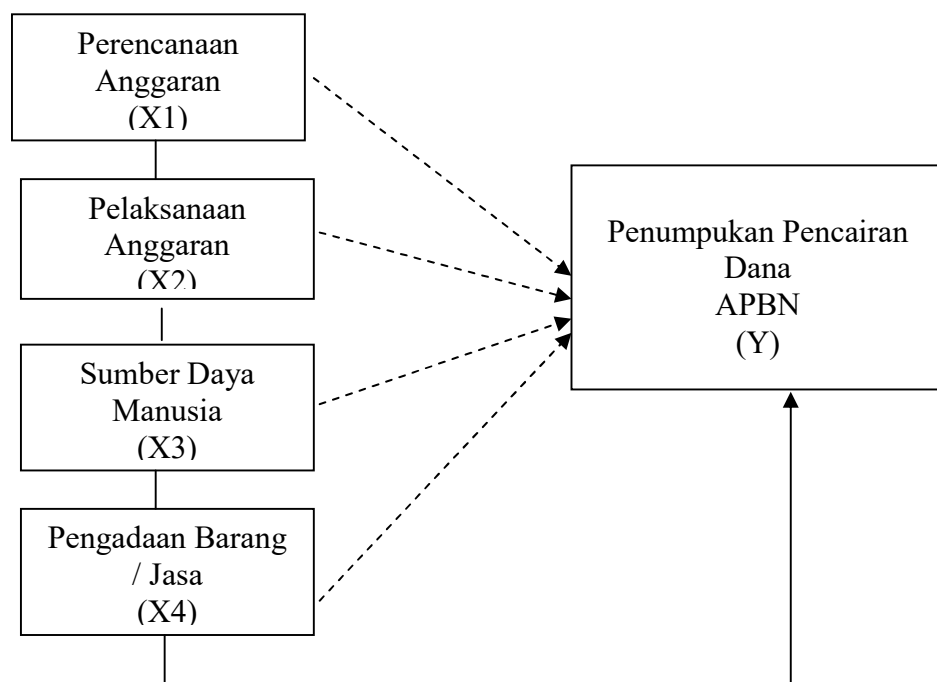 Perencanaan
Anggaran
(X1)
Pelaksanaan
Anggaran
(X2)
Sumber Daya
Manusia
(X3)
Pengadaan Barang
/ Jasa
(X4)
Penumpukan Pencairan
Dana
APBN
(Y)